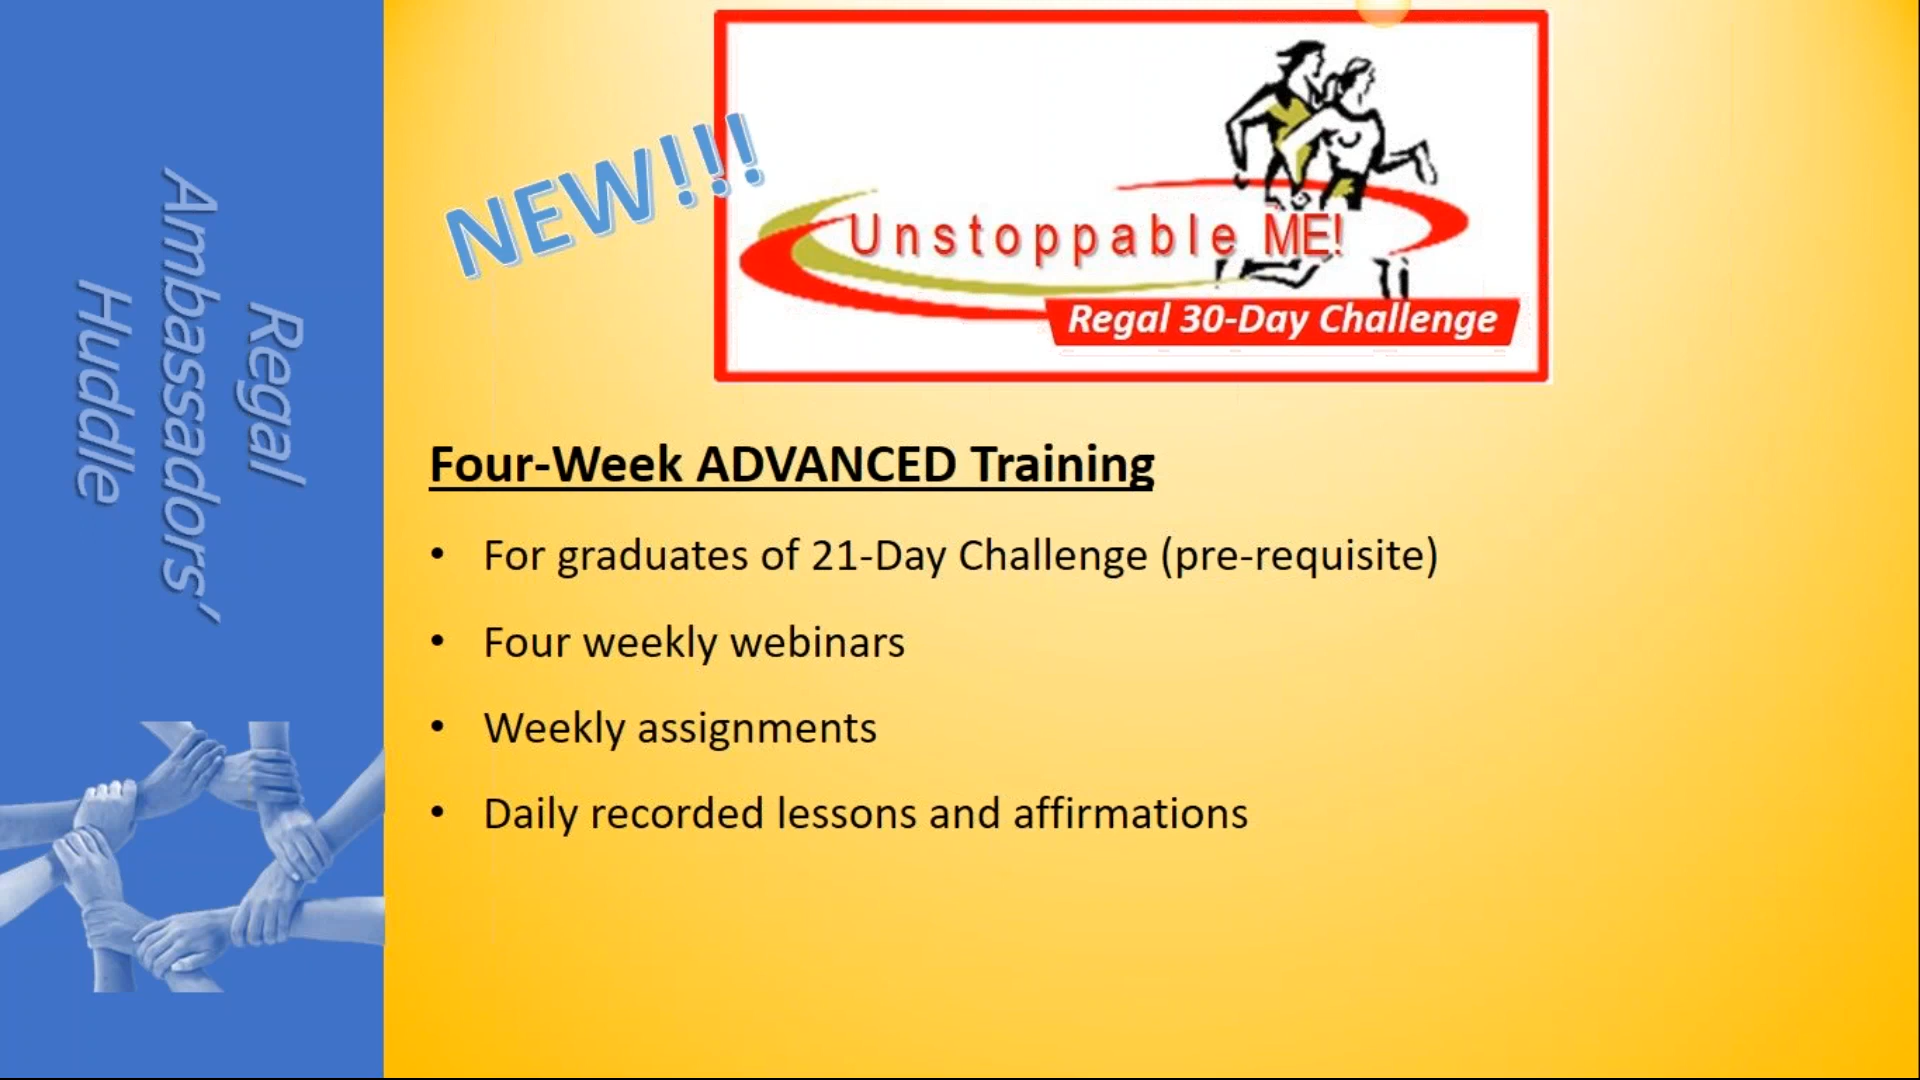 Regal
Ambassadors’
Huddle
NEW!!!
Unstoppable ME!
Regal 30-Day Challenge
Four-Week ADVANCED Training
• For graduates of 21-Day Challenge (pre-requisite)
• Four weekly webinars
• Weekly assignments
• Daily recorded lessons and affirmations